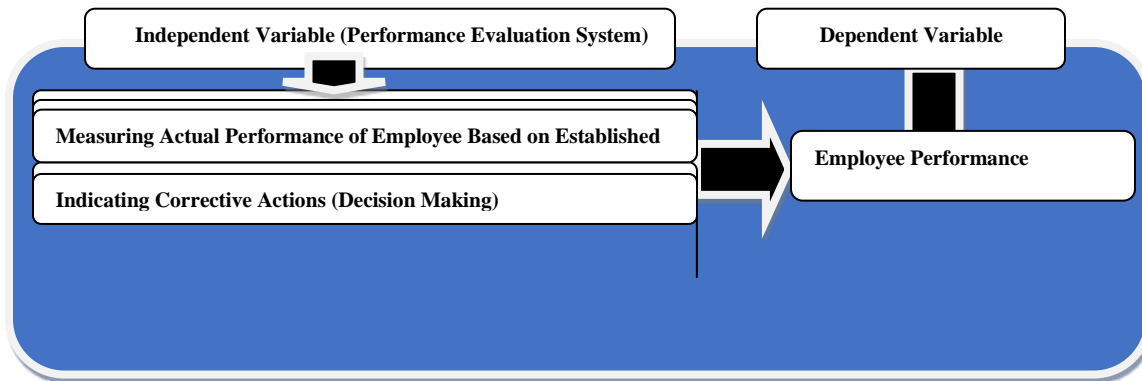 Independent Variable (Performance Evaluation System)
Dependent Variable
Measuring Actual Performance of Employee Based on Established
Employee Performance
Indicating Corrective Actions (Decision Making)